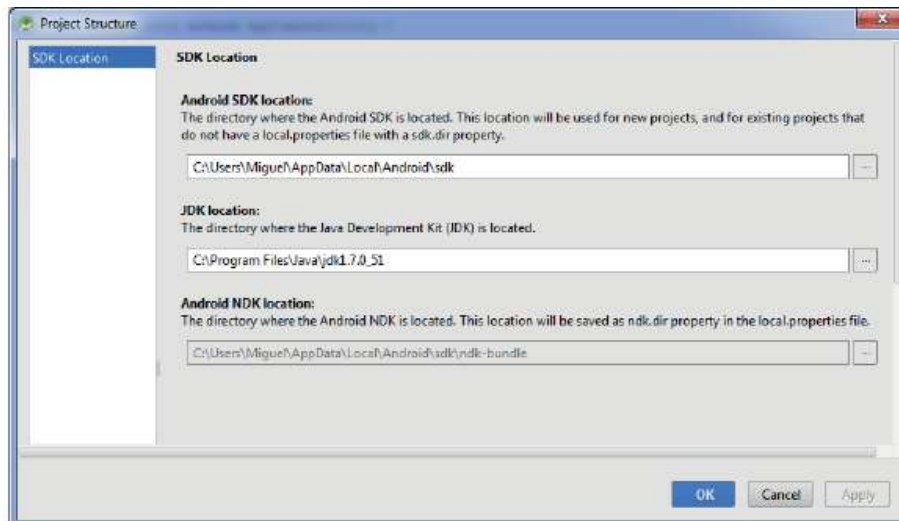 Project Structure
SDK Location
SDK Location
Android SDK location:
The directory where the Android SDK is located. This location will be used for new projects, and for existing projects that
do not have a local.properties file with a sdk.dir property.
C:\Users\Miguel\AppData\Local\Android\sdk
...
JDK location:
The directory where the Java Development Kit (JDK) is located.
C:\Program Files\Java\jdk1.7.0_51
...
Android NDK location:
The directory where the Android NDK is located. This location will be saved as ndk.dir property in the local.properties file.
C:\Users\Miguel\AppData\Local\Android\sdk\ndk-bundle
...
OK
Cancel
Apply